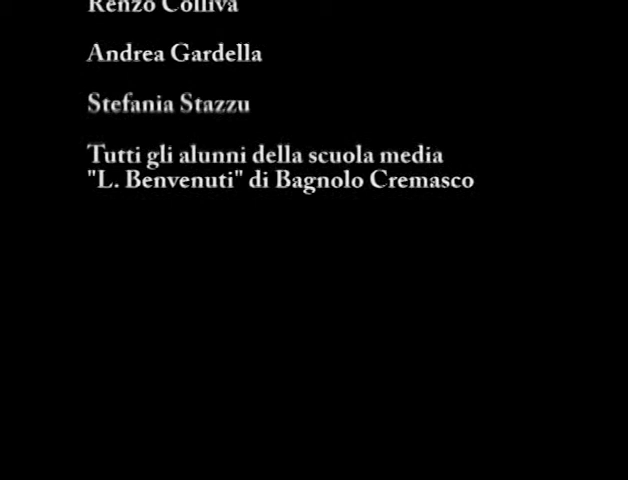 Renzo Colliva
Andrea Gardella
Stefania Stazzu
Tutti gli alunni della scuola media
"L. Benvenuti" di Bagnolo Cremasco